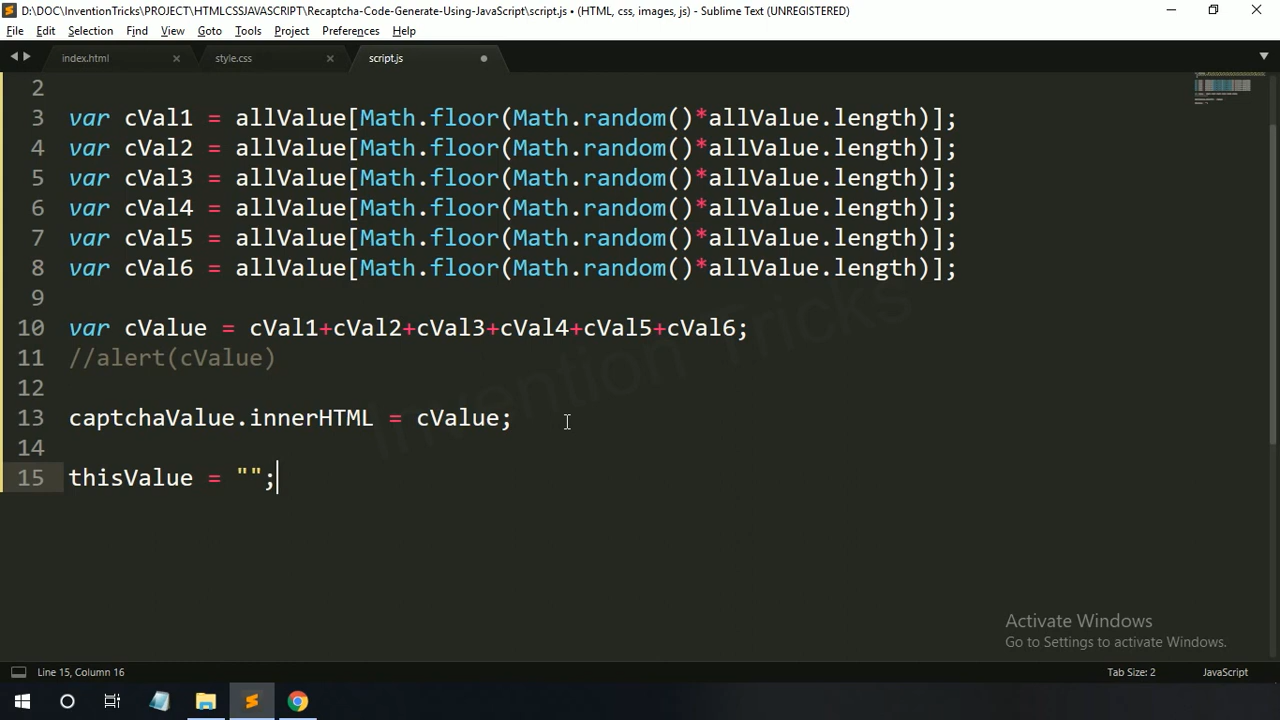 D:\DOC\InventionTricks\PROJECT\HTMLCSSJAVASCRIPT\Recaptcha-Code-Generate-Using-JavaScript\script.js • (HTML, css, images, js) - Sublime Text (UNREGISTERED)
File Edit Selection Find View Goto Tools Project Preferences Help
index.html style.css script.js
2
3 var cVal1 = allValue[Math.floor(Math.random()*allValue.length)];
4 var cVal2 = allValue[Math.floor(Math.random()*allValue.length)];
5 var cVal3 = allValue[Math.floor(Math.random()*allValue.length)];
6 var cVal4 = allValue[Math.floor(Math.random()*allValue.length)];
7 var cVal5 = allValue[Math.floor(Math.random()*allValue.length)];
8 var cVal6 = allValue[Math.floor(Math.random()*allValue.length)];
9
10 var cValue = cVal1+cVal2+cVal3+cVal4+cVal5+cVal6;
11 //alert(cValue)
12
13 captchaValue.innerHTML = cValue;
14
15 thisValue = "";
Invention Tricks
Activate Windows
Go to Settings to activate Windows.
Line 15, Column 16 Tab Size: 2 JavaScript